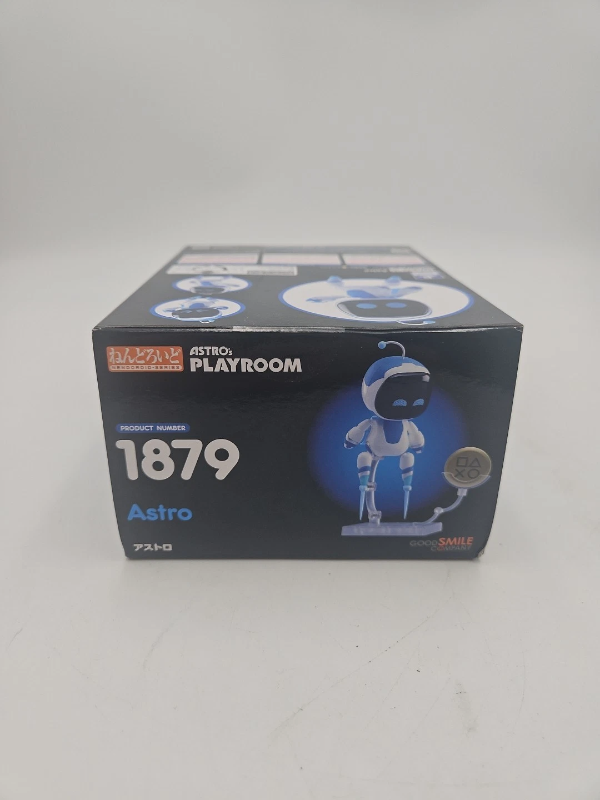 ねんどろいど
NENDOROID-SERIES
ASTRO's
PLAYROOM
PRODUCT NUMBER
1879
Astro
アストロ
GOOD SMILE
COMPANY